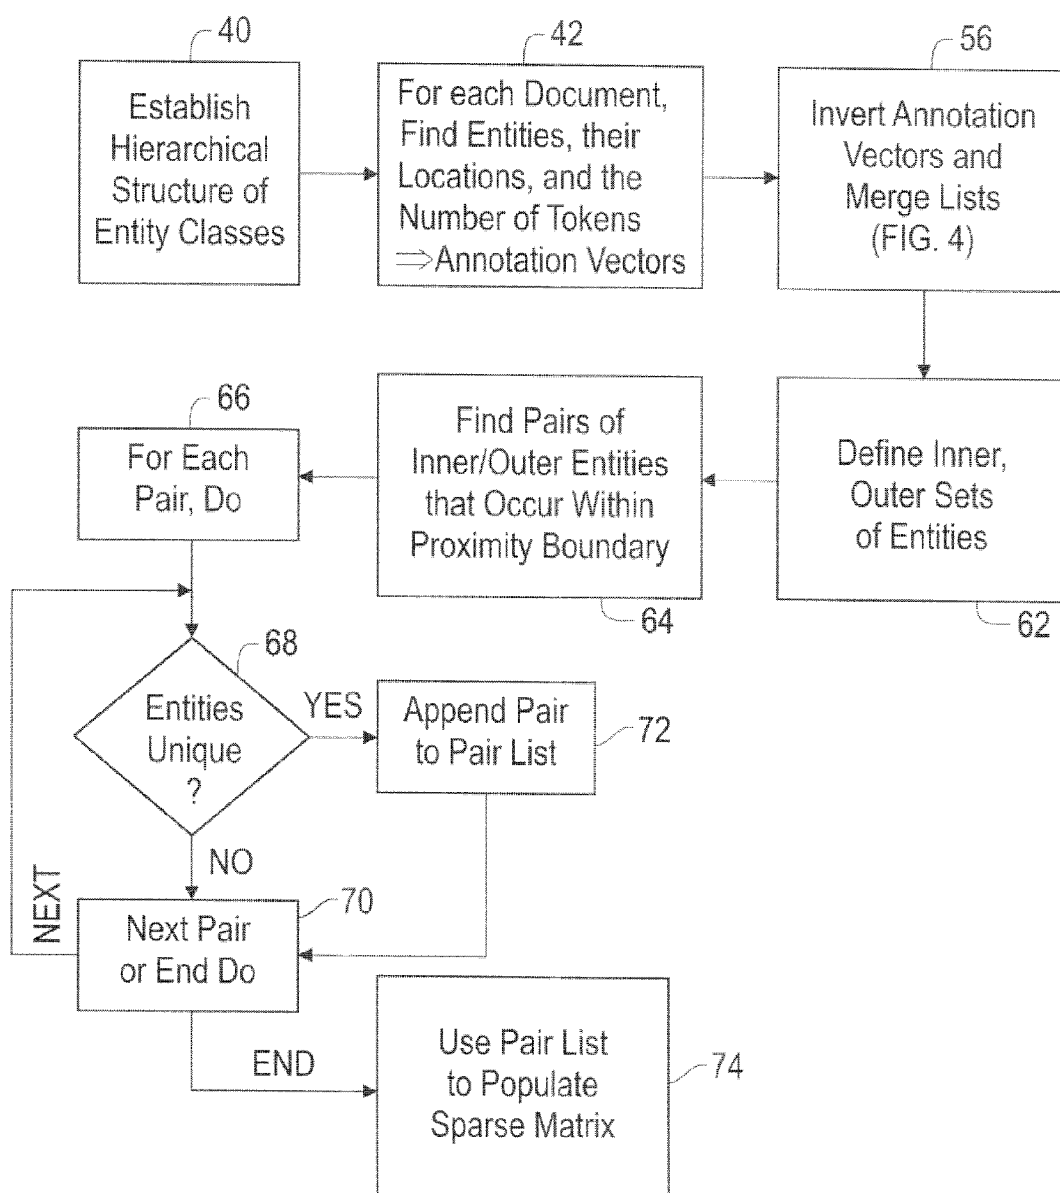 40
Establish
Hierarchical
Structure of
Entity Classes
42
For each Document,
Find Entities, their
Locations, and the
Number of Tokens
⇒Annotation Vectors
56
Invert Annotation
Vectors and
Merge Lists
(FIG. 4)
66
For Each
Pair, Do
Find Pairs of
Inner/Outer Entities
that Occur Within
Proximity Boundary
64
Define Inner,
Outer Sets
of Entities
62
68
Entities
Unique
?
YES
Append Pair
to Pair List
72
NO
NEXT
70
Next Pair
or End Do
END
Use Pair List
to Populate
Sparse Matrix
74